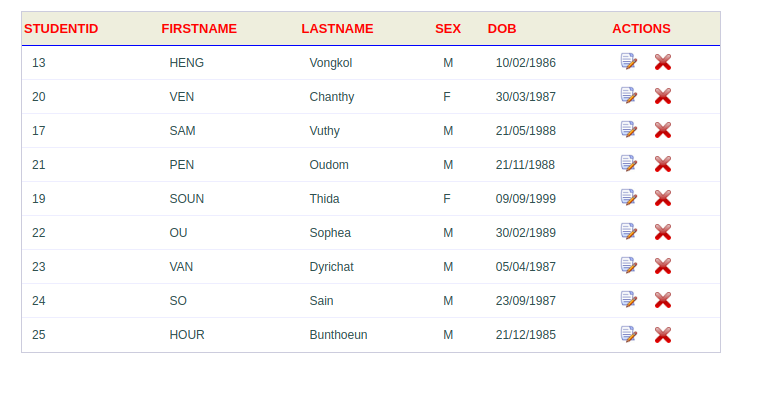 STUDENTID FIRSTNAME LASTNAME SEX DOB ACTIONS
13 HENG Vongkol M 10/02/1986
20 VEN Chanthy F 30/03/1987
17 SAM Vuthy M 21/05/1988
21 PEN Oudom M 21/11/1988
19 SOUN Thida F 09/09/1999
22 OU Sophea M 30/02/1989
23 VAN Dyrichat M 05/04/1987
24 SO Sain M 23/09/1987
25 HOUR Bunthoeun M 21/12/1985